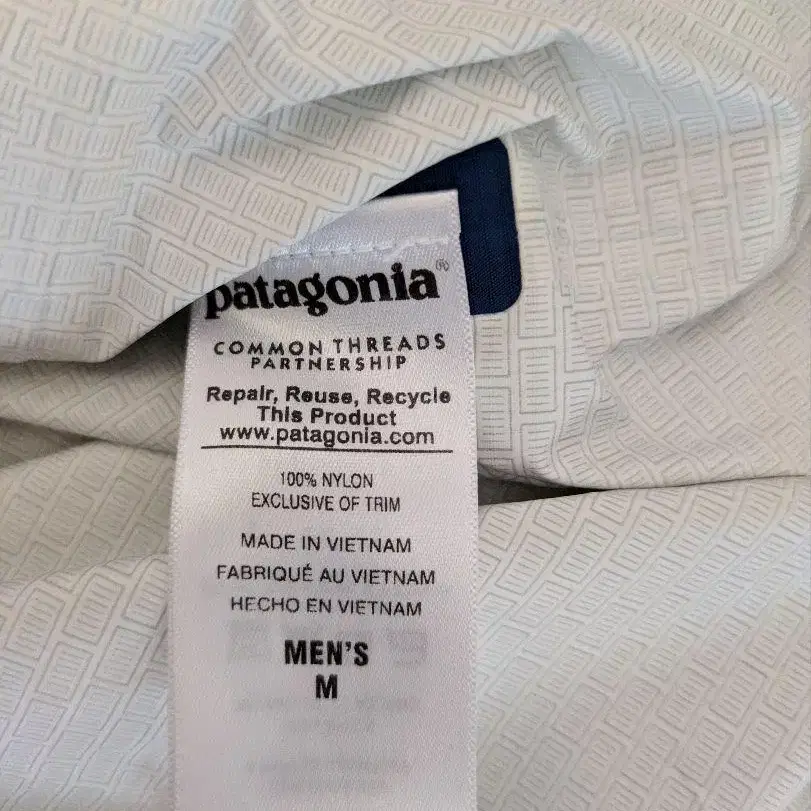 patagonia®
COMMON THREADS
PARTNERSHIP
Repair, Reuse, Recycle
This Product
www.patagonia.com
100% NYLON
EXCLUSIVE OF TRIM
MADE IN VIETNAM
FABRIQUÉ AU VIETNAM
HECHO EN VIETNAM
MEN'S
M